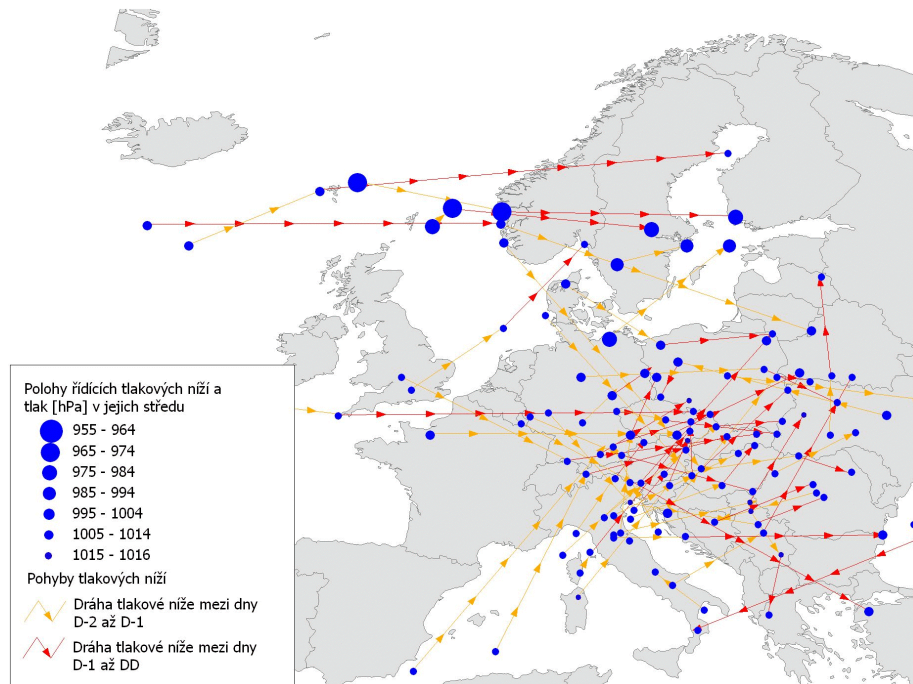 Polohy řídících tlakových níží a
tlak [hPa] v jejich středu
955 - 964
965 - 974
975 - 984
985 - 994
995 - 1004
1005 - 1014
1015 - 1016
Pohyby tlakových níží
Dráha tlakové níže mezi dny
D-2 až D-1
Dráha tlakové níže mezi dny
D-1 až DD